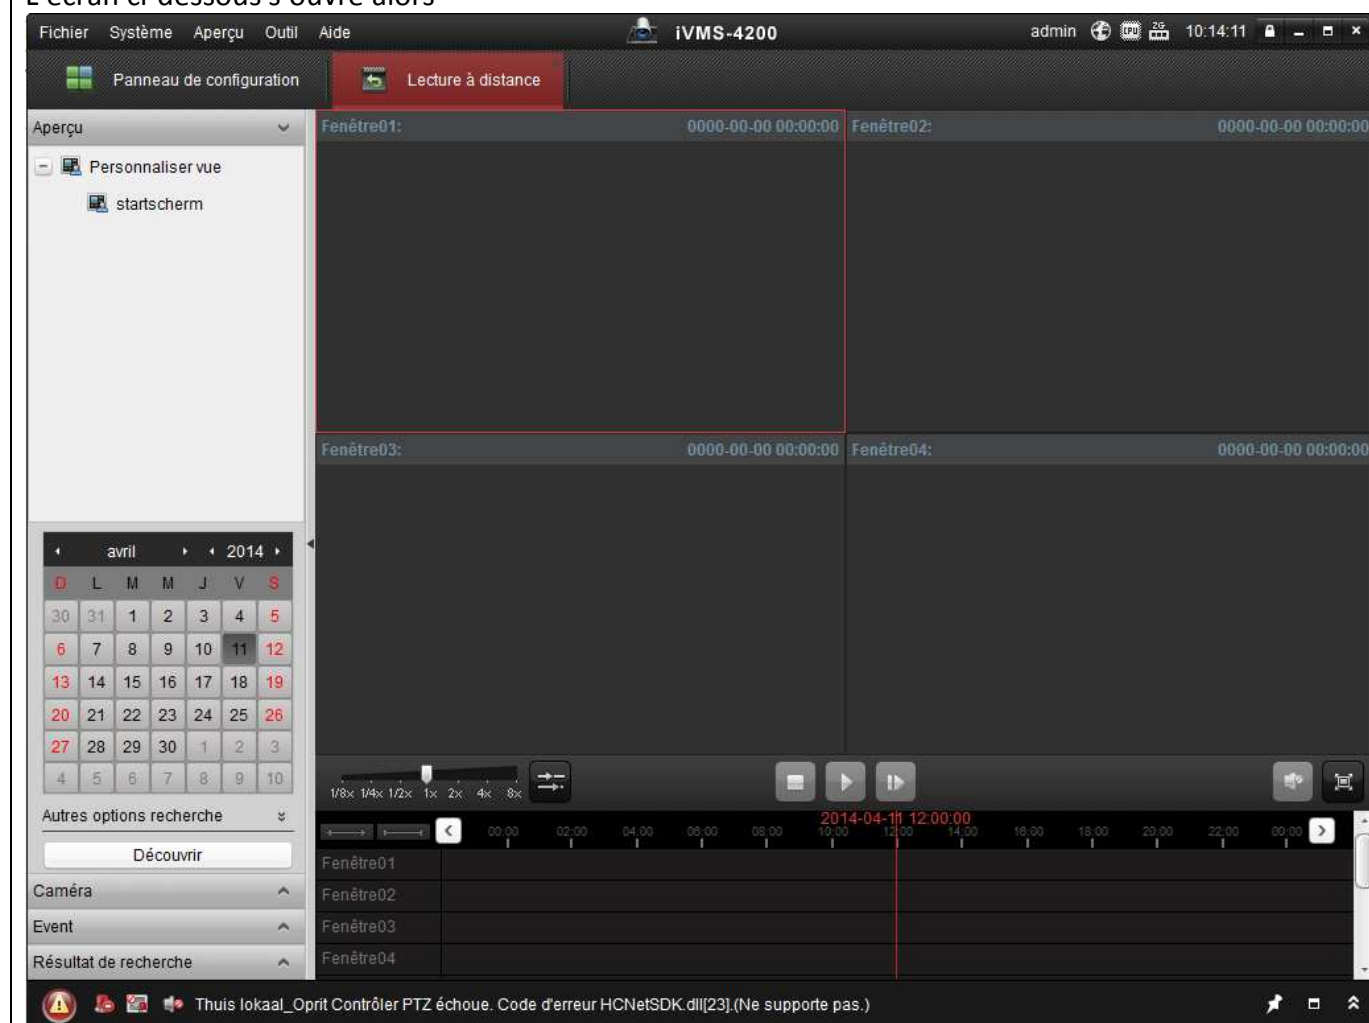 L'écran ci-dessous s'ouvre alors
Fichier Système Aperçu Outil Aide iVMS-4200 admin CPU 2G 10:14:11
Panneau de configuration Lecture à distance
Aperçu
Personnaliser vue
startscherm
Fenêtre01: 0000-00-00 00:00:00 Fenêtre02: 0000-00-00 00:00:00
Fenêtre03: 0000-00-00 00:00:00 Fenêtre04: 0000-00-00 00:00:00
avril 2014
D L M M J V S
30 31 1 2 3 4 5
6 7 8 9 10 11 12
13 14 15 16 17 18 19
20 21 22 23 24 25 26
27 28 29 30 1 2 3
4 5 6 7 8 9 10
Autres options recherche
Découvrir
Caméra
Event
Résultat de recherche
1/8x 1/4x 1/2x 1x 2x 4x 8x
2014-04-11 12:00:00
00:00 02:00 04:00 06:00 08:00 10:00 12:00 14:00 16:00 18:00 20:00 22:00 00:00
Fenêtre01
Fenêtre02
Fenêtre03
Fenêtre04
Thuis lokaal_Oprit Contrôler PTZ échoue. Code d'erreur HCNetSDK.dll[23].(Ne supporte pas.)